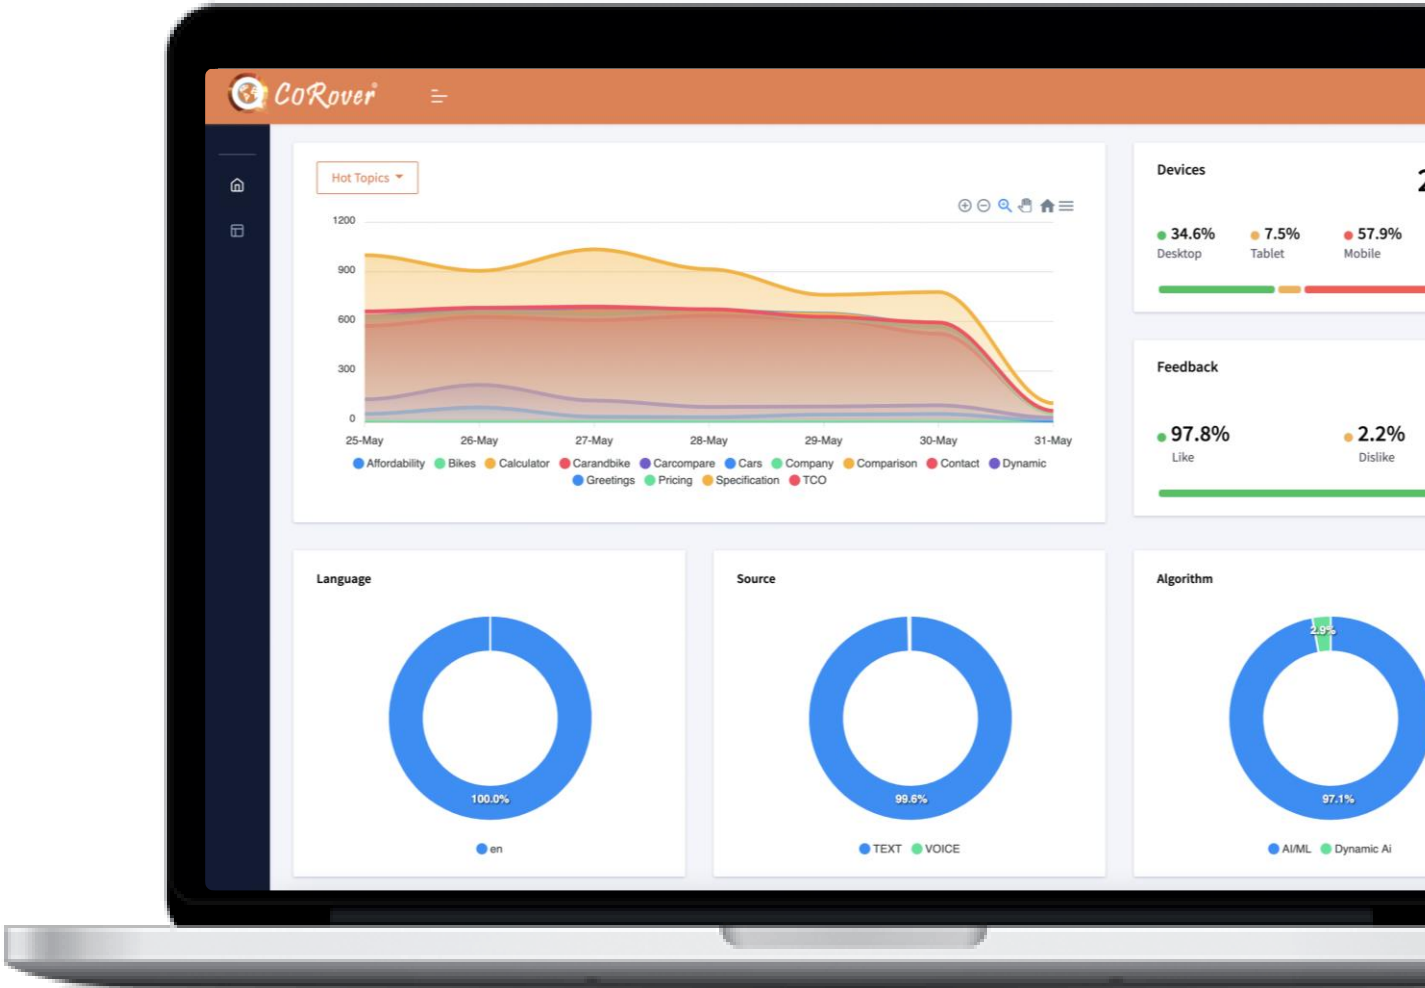 CoRover®
Hot Topics
1200
900
600
300
0
25-May 26-May 27-May 28-May 29-May 30-May 31-May
Affordability Bikes Calculator Carandbike Carcompare Cars Company Comparison Contact Dynamic
Greetings Pricing Specification TCO
Devices
34.6% 7.5% 57.9%
Desktop Tablet Mobile
Feedback
97.8% 2.2%
Like Dislike
Language
100.0%
en
Source
99.6%
TEXT VOICE
Algorithm
2.9%
97.1%
AI/ML Dynamic Ai